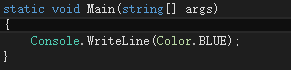 static void Main(string[] args)
{
    Console.WriteLine(Color.BLUE);
}